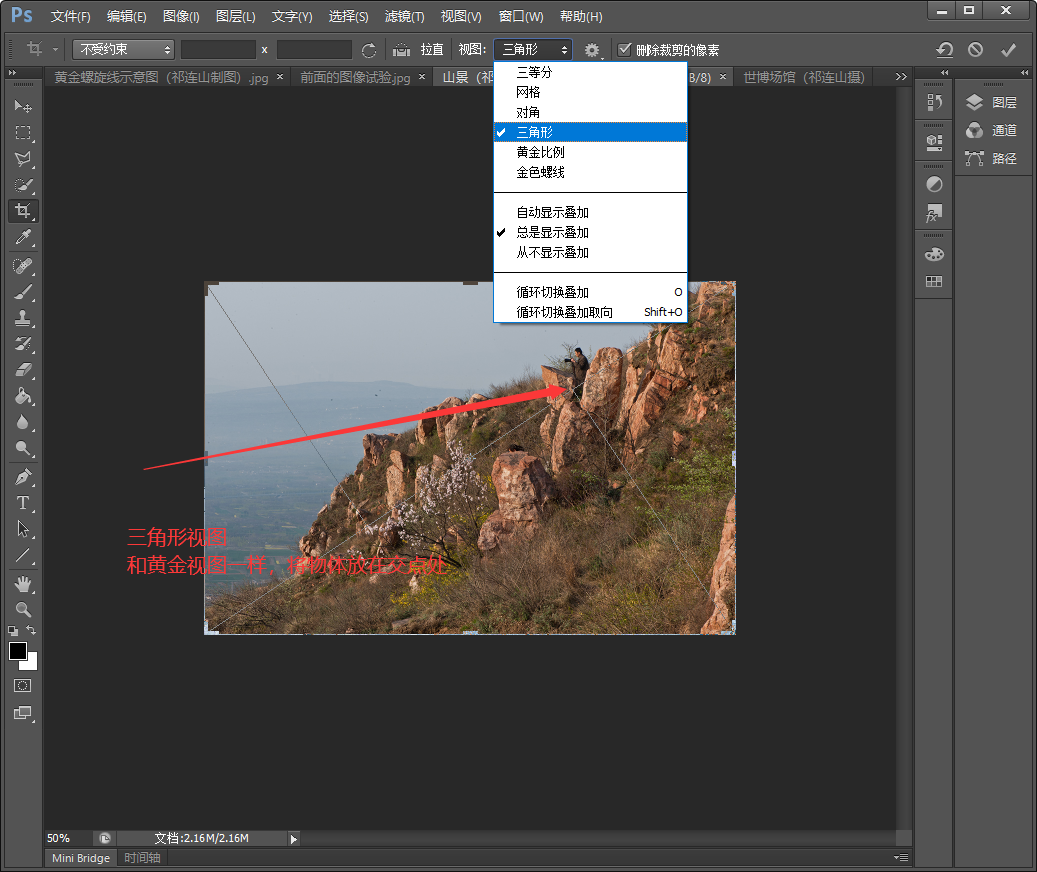 Ps 文件(F) 编辑(E) 图像(I) 图层(L) 文字(Y) 选择(S) 滤镜(T) 视图(V) 窗口(W) 帮助(H)
不受约束 x 拉直 视图: 三角形 删除裁剪的像素
黄金螺旋线示意图（祁连山制图）.jpg × 前面的图像试验.jpg × 山景（祁 B/8) × 世博场馆（祁连山摄） >>
三等分
网格
对角
三角形
黄金比例
金色螺线
自动显示叠加
总是显示叠加
从不显示叠加
循环切换叠加 O
循环切换叠加取向 Shift+O
图层
通道
路径
三角形视图
和黄金视图一样，将物体放在交点处
50% 文档:2.16M/2.16M
Mini Bridge 时间轴